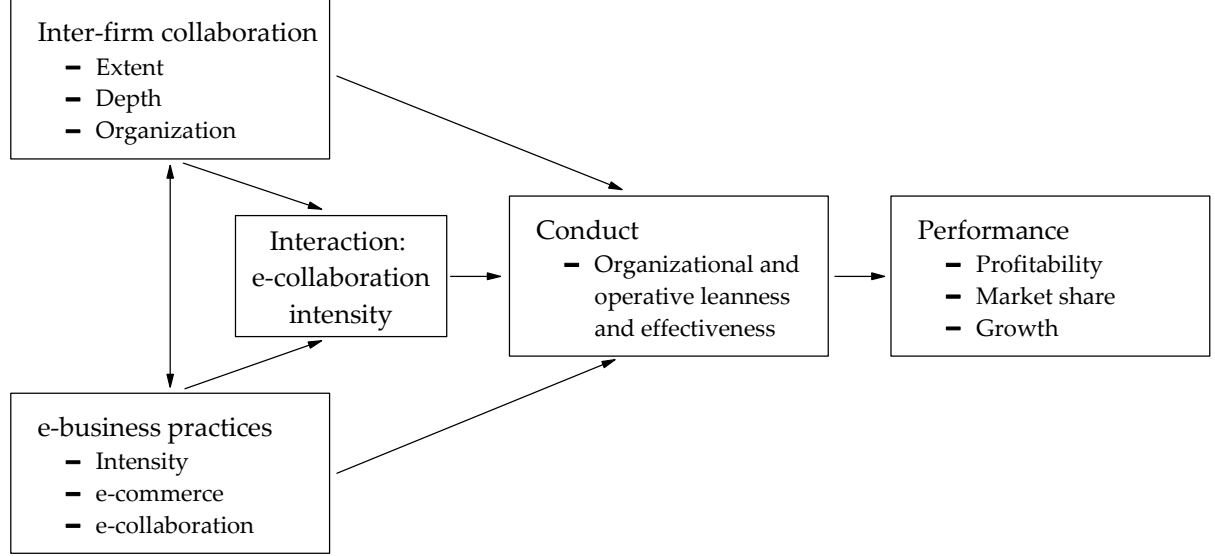 Inter-firm collaboration
– Extent
– Depth
– Organization
Interaction:
e-collaboration
intensity
e-business practices
– Intensity
– e-commerce
– e-collaboration
Conduct
– Organizational and
operative leanness
and effectiveness
Performance
– Profitability
– Market share
– Growth